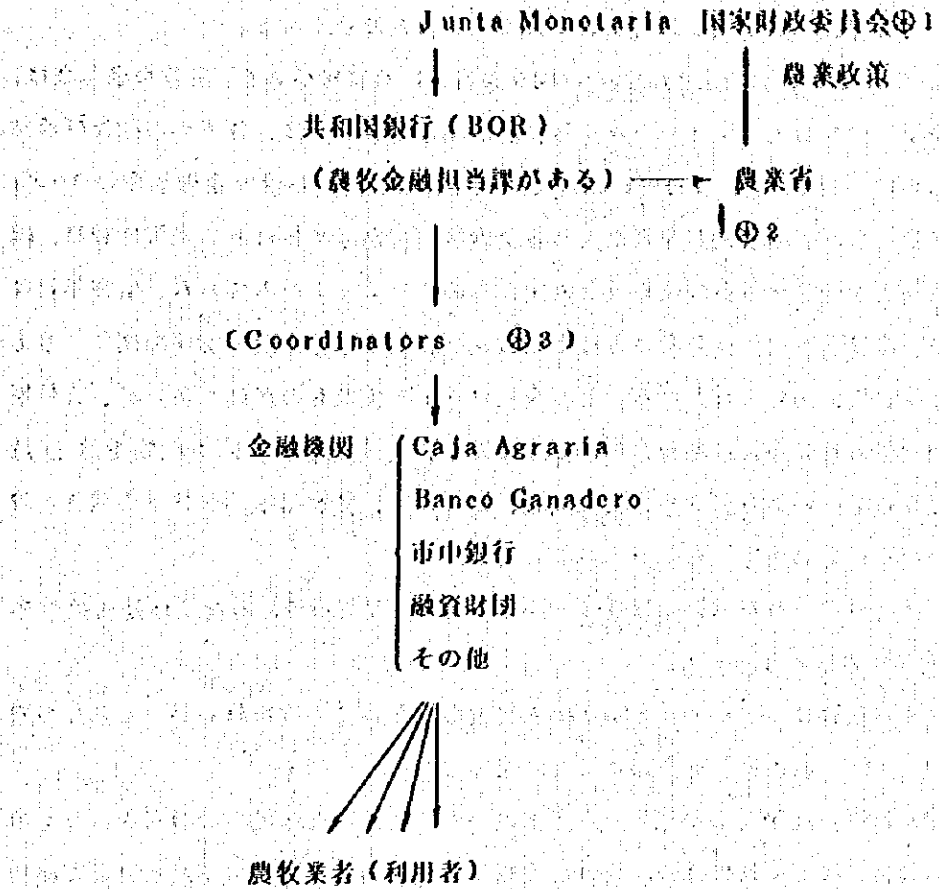 Junta Monetaria 国家財政委員会㊟1
農業政策
共和国銀行（BOR）
（農牧金融担当課がある） 農業省
㊟2
（Coordinators ㊟3）
金融機関 Caja Agraria
Banco Ganadero
市中銀行
融資財団
その他
農牧業者（利用者）